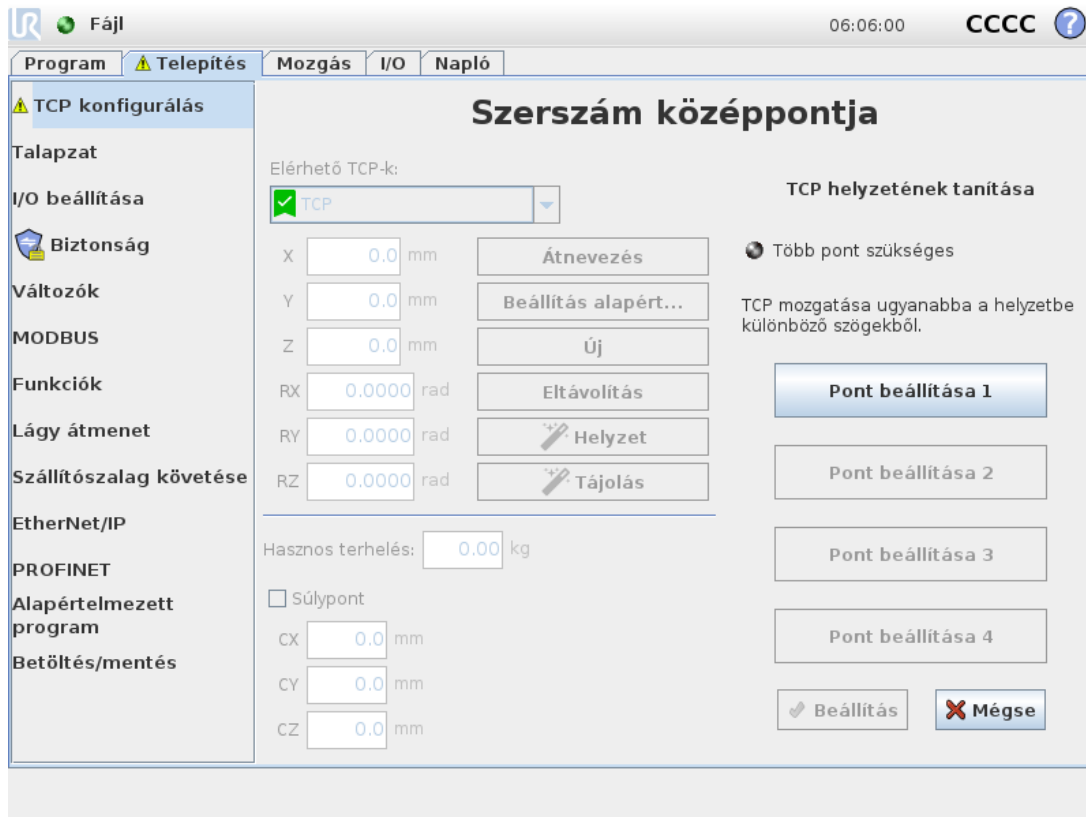 Fájl
06:06:00
CCCC
?
Program
Telepítés
Mozgás
I/O
Napló
TCP konfigurálás
Talapzat
I/O beállítása
Biztonság
Változók
MODBUS
Funkciók
Lágy átmenet
Szállítószalag követése
EtherNet/IP
PROFINET
Alapértelmezett
program
Betöltés/mentés
Szerszám középpontja
Elérhető TCP-k:
TCP
X 0.0 mm
Y 0.0 mm
Z 0.0 mm
RX 0.0000 rad
RY 0.0000 rad
RZ 0.0000 rad
Átnevezés
Beállítás alapért...
Új
Eltávolítás
Helyzet
Tájolás
Hasznos terhelés: 0.00 kg
Súlypont
CX 0.0 mm
CY 0.0 mm
CZ 0.0 mm
TCP helyzetének tanítása
Több pont szükséges
TCP mozgatása ugyanabba a helyzetbe
különböző szögekből.
Pont beállítása 1
Pont beállítása 2
Pont beállítása 3
Pont beállítása 4
Beállítás
Mégse